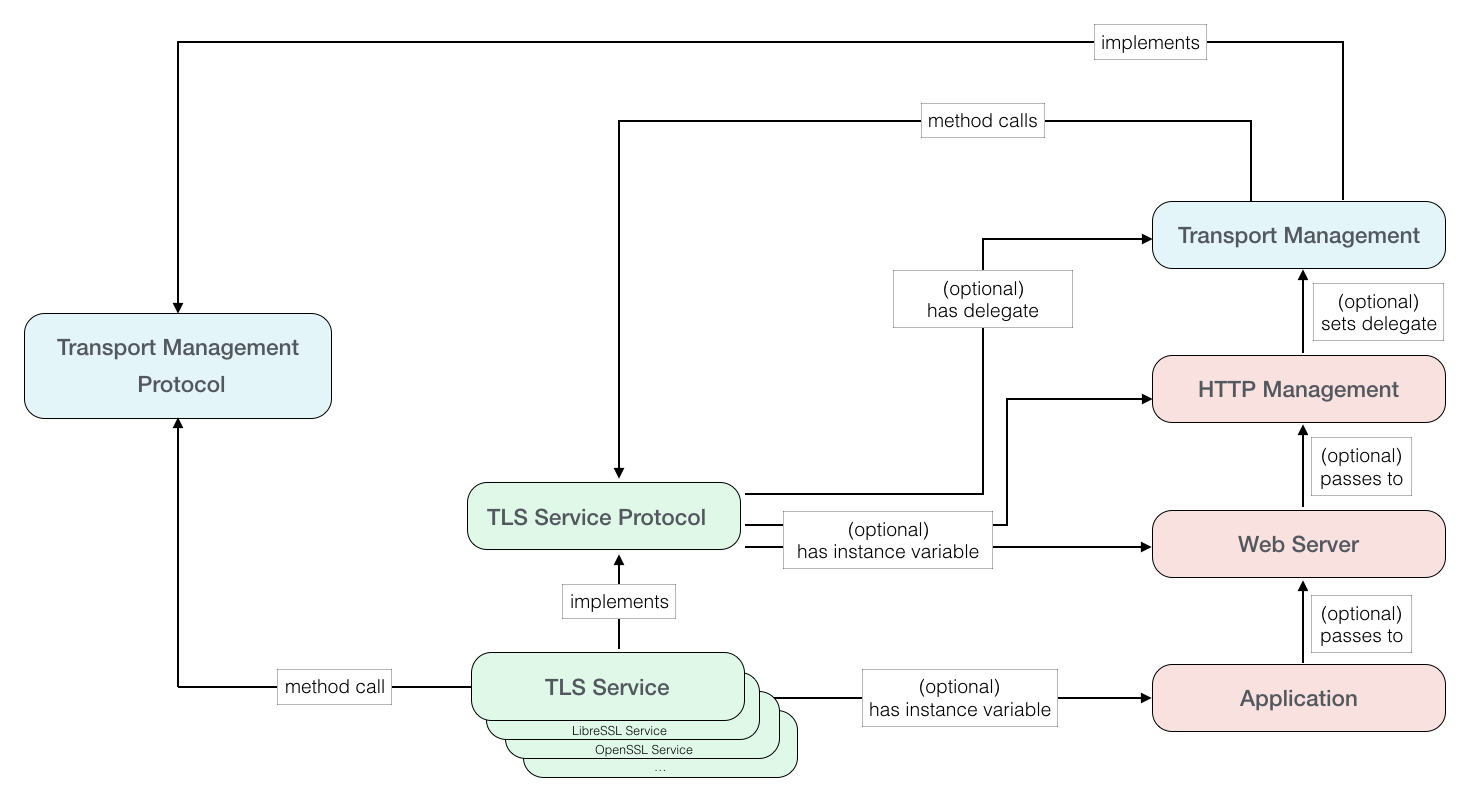 implements
method calls
Transport Management
(optional)
has delegate
(optional)
sets delegate
Transport Management
Protocol
HTTP Management
(optional)
passes to
TLS Service Protocol
(optional)
has instance variable
Web Server
implements
(optional)
passes to
method call
TLS Service
(optional)
has instance variable
Application
LibreSSL Service
OpenSSL Service
...